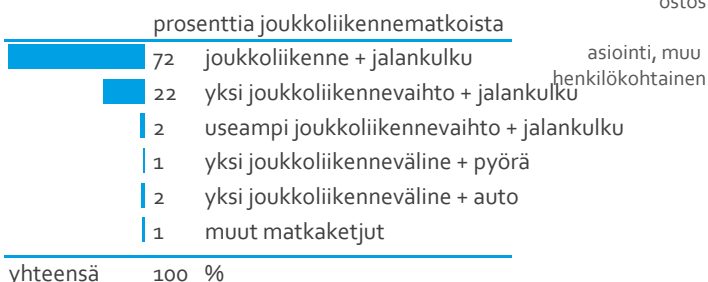 ostos
prosenttia joukkoliikennematkoista
72 joukkoliikenne + jalankulku
asiointi, muu
henkilökohtainen
22 yksi joukkoliikennevaihto + jalankulku
2 useampi joukkoliikennevaihto + jalankulku
1 yksi joukkoliikenneväline + pyörä
2 yksi joukkoliikenneväline + auto
1 muut matkaketjut
yhteensä 100 %